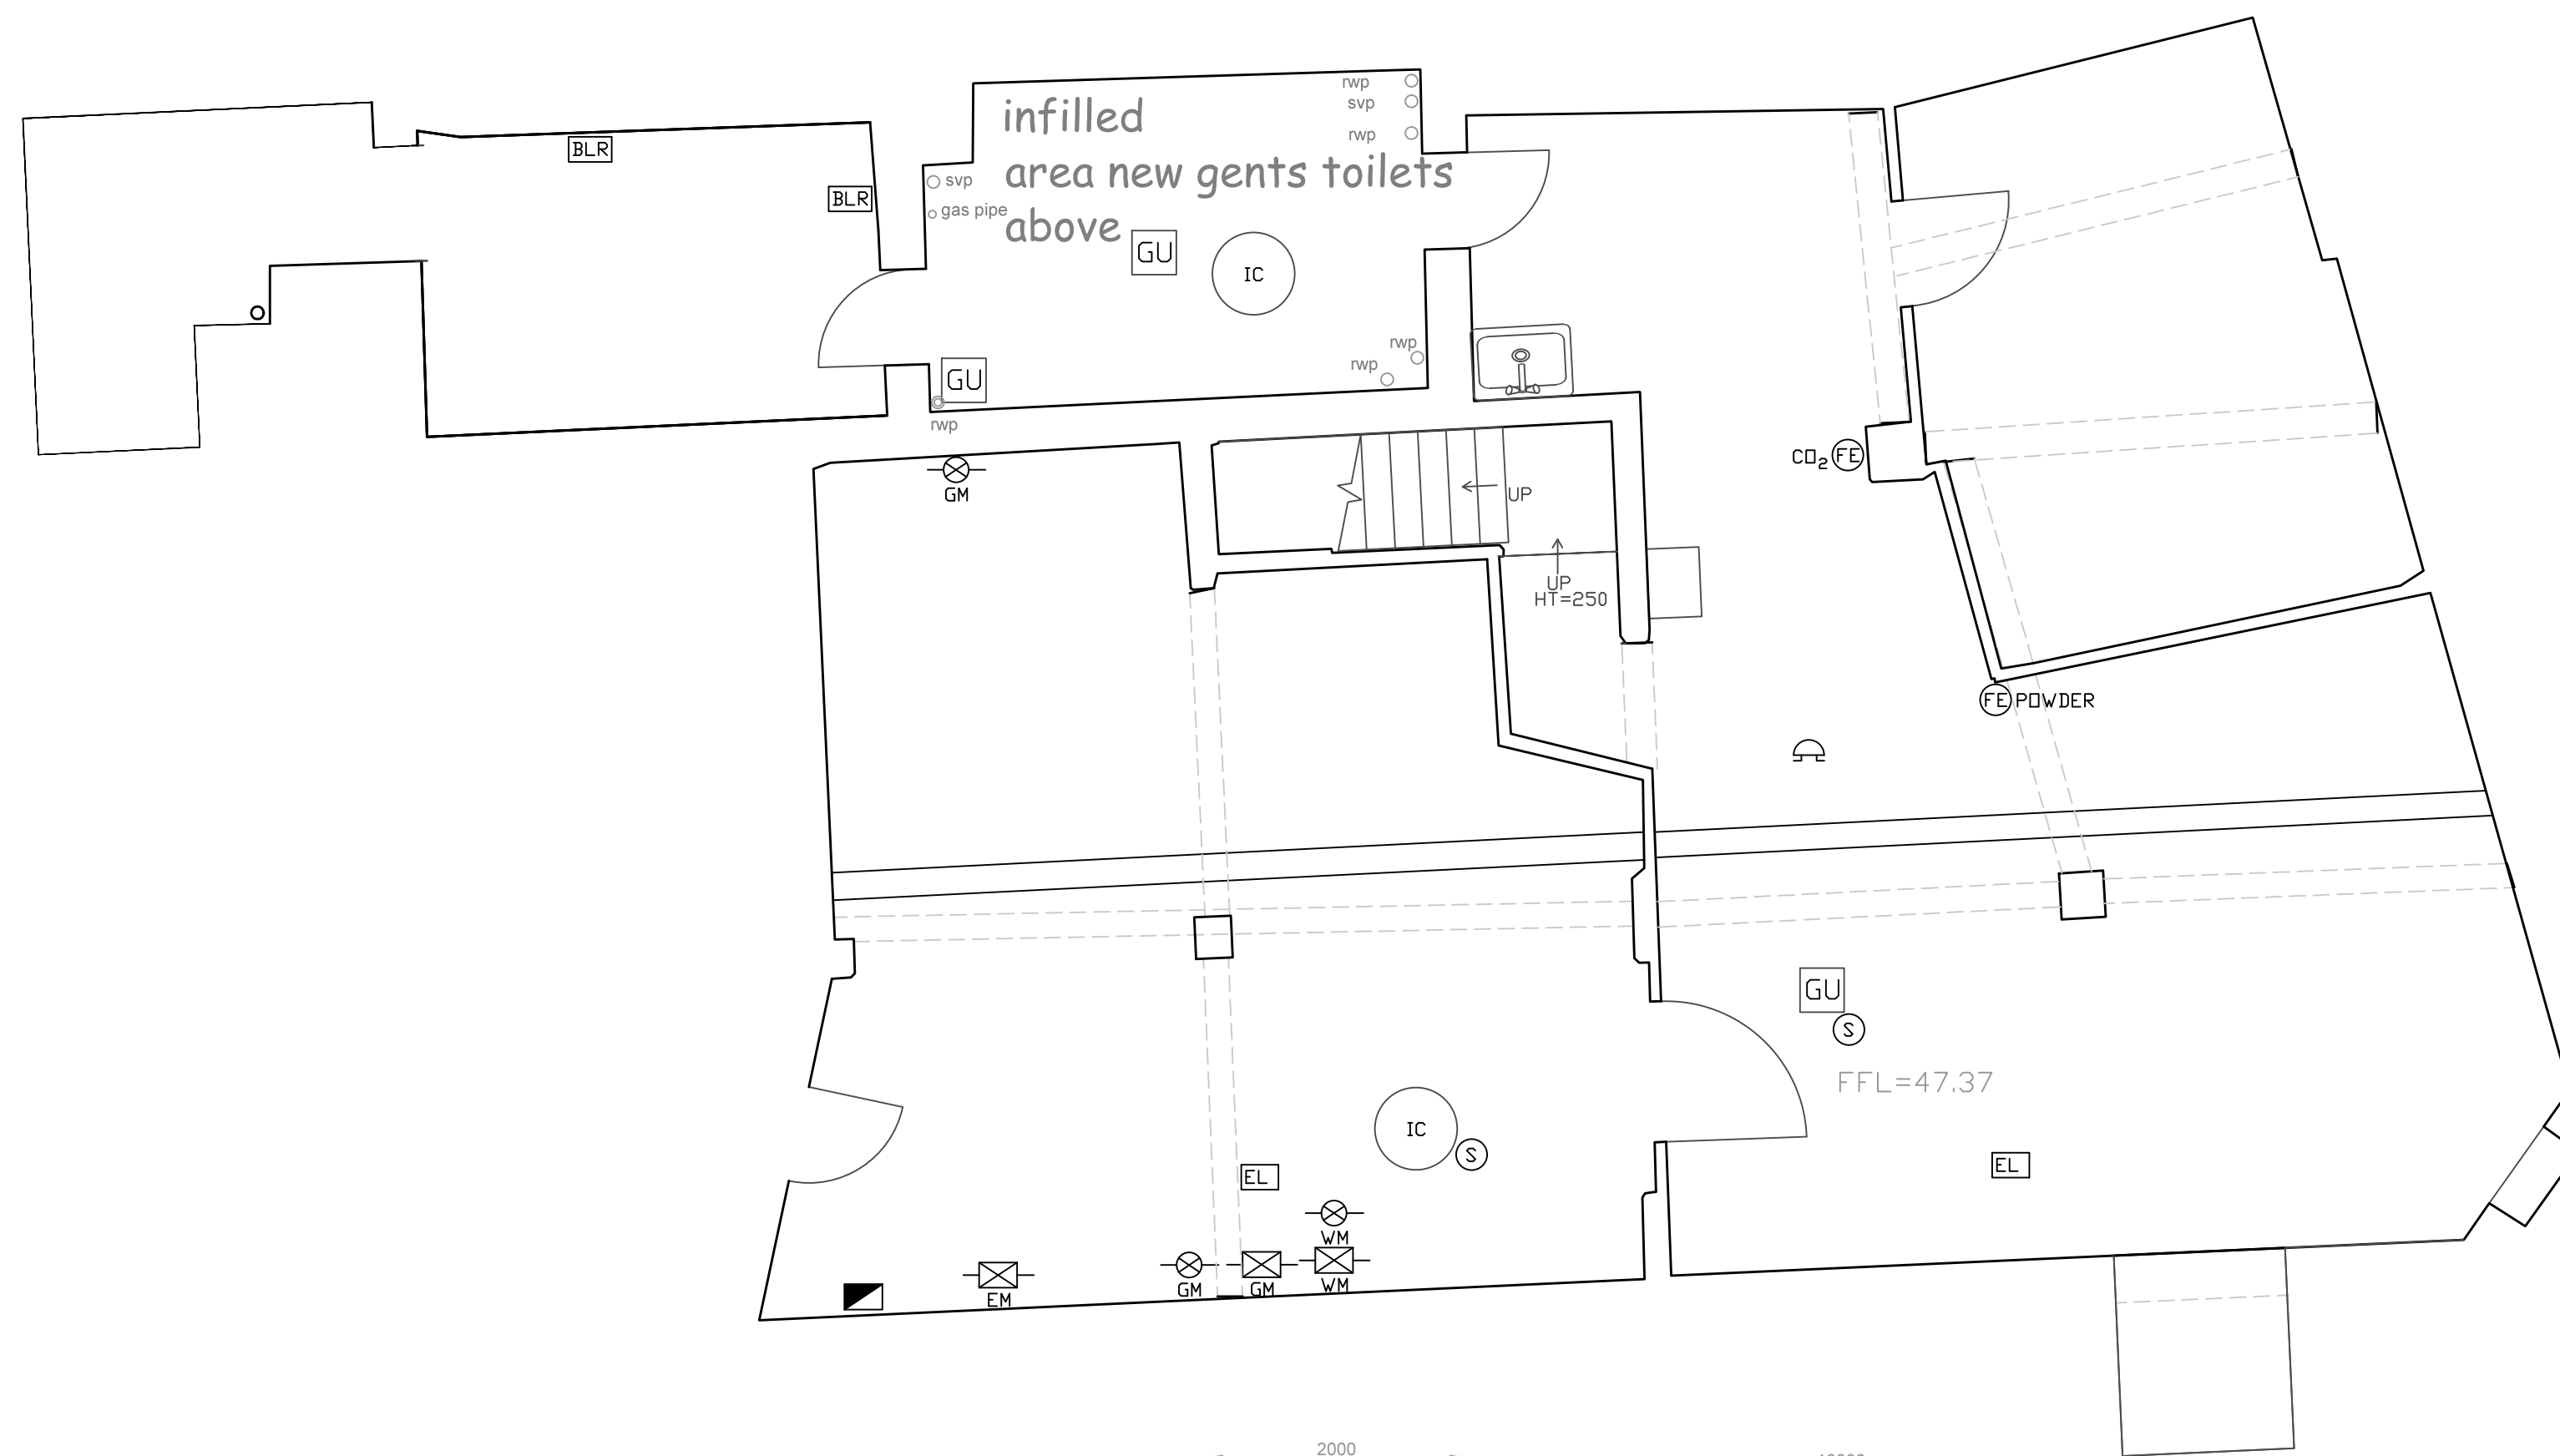 rwp
svp
rwp
infilled
area new gents toilets
above
BLR
BLR
svp
gas pipe
GU
IC
rwp
rwp
GU
rwp
GM
UP
UP
HT=250
CO2 FE
FE POWDER
GU
S
FFL=47.37
IC
S
EL
EL
WM
WM
GM
GM
EM
2000